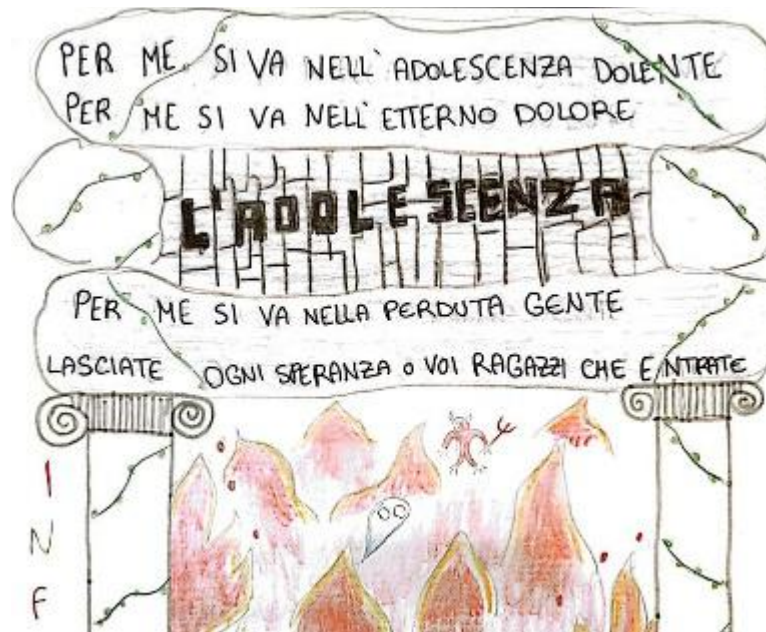 PER ME SI VA NELL'ADOLESCENZA DOLENTE
PER ME SI VA NELL'ETTERNO DOLORE
L'ADOLESCENZA
PER ME SI VA NELLA PERDUTA GENTE
LASCIATE OGNI SPERANZA O VOI RAGAZZI CHE ENTRATE
I
N
F